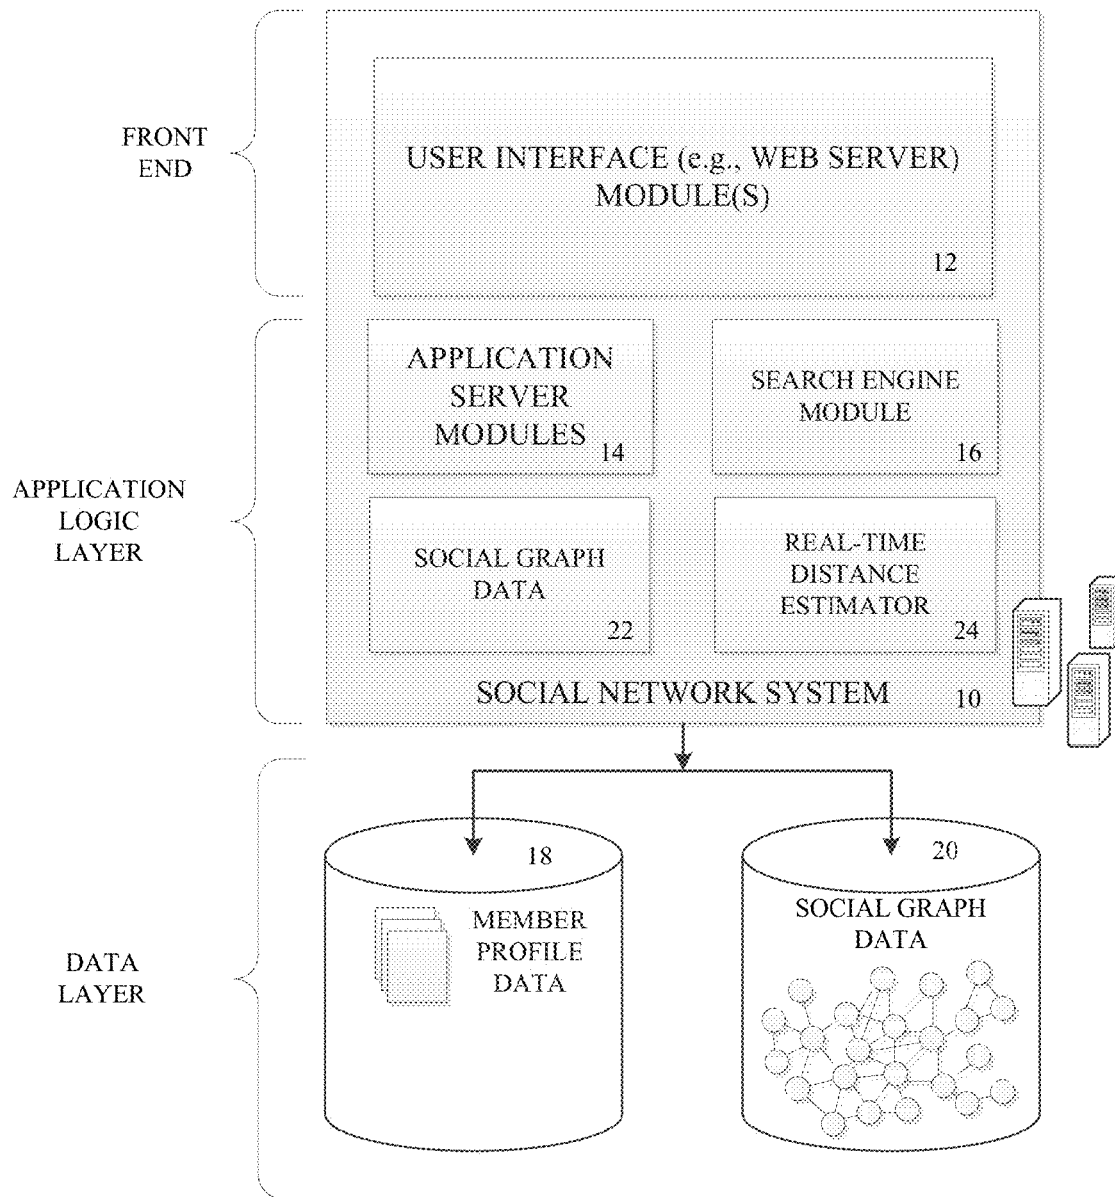 FRONT
END
USER INTERFACE (e.g., WEB SERVER)
MODULE(S)
12
APPLICATION
LOGIC
LAYER
APPLICATION
SERVER
MODULES
14
SEARCH ENGINE
MODULE
16
SOCIAL GRAPH
DATA
22
REAL-TIME
DISTANCE
ESTIMATOR
24
SOCIAL NETWORK SYSTEM
10
DATA
LAYER
18
MEMBER
PROFILE
DATA
20
SOCIAL GRAPH
DATA